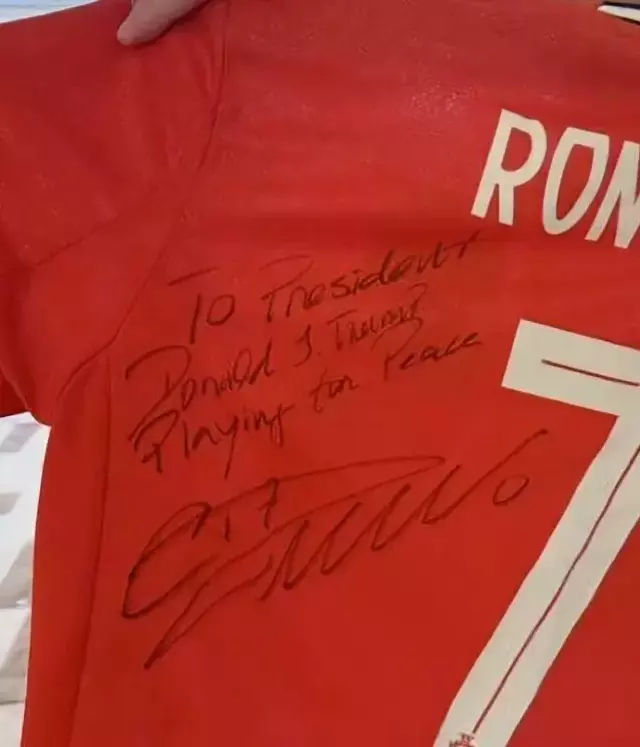 RON
To President
Donald J. Trump
Playing for Peace
7